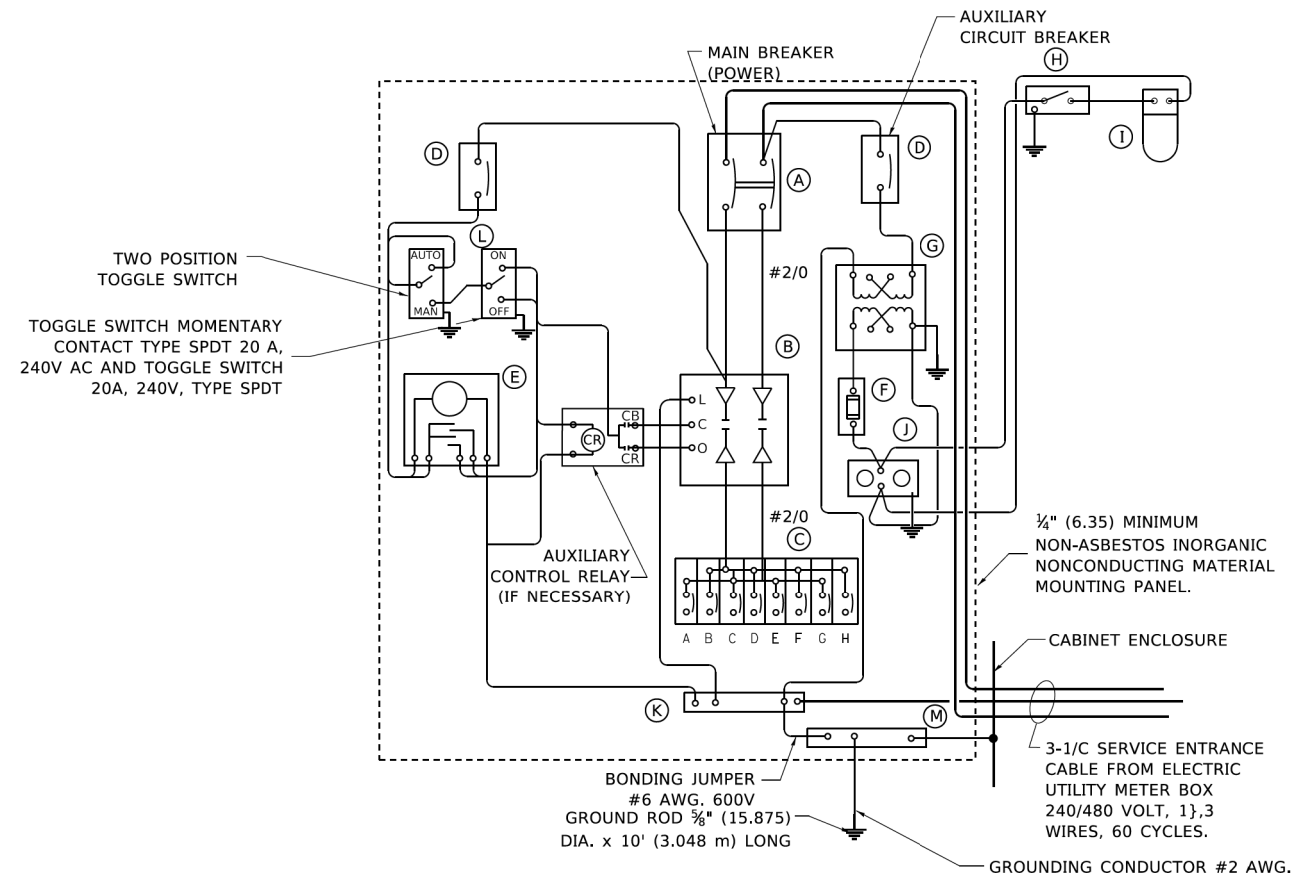 AUXILIARY
CIRCUIT BREAKER
MAIN BREAKER
(POWER)
H
I
D
D
A
L
G
TWO POSITION
TOGGLE SWITCH
AUTO
ON
#2/0
MAN
OFF
TOGGLE SWITCH MOMENTARY
CONTACT TYPE SPDT 20 A,
240V AC AND TOGGLE SWITCH
20A, 240V, TYPE SPDT
B
E
F
L
CB
C
CR
O
CR
J
#2/0
C
¼" (6.35) MINIMUM
NON-ASBESTOS INORGANIC
NONCONDUCTING MATERIAL
MOUNTING PANEL.
AUXILIARY
CONTROL RELAY
(IF NECESSARY)
A B C D E F G H
CABINET ENCLOSURE
K
M
3-1/C SERVICE ENTRANCE
CABLE FROM ELECTRIC
UTILITY METER BOX
240/480 VOLT, 1},3
WIRES, 60 CYCLES.
BONDING JUMPER
#6 AWG. 600V
GROUND ROD ⅝" (15.875)
DIA. x 10' (3.048 m) LONG
GROUNDING CONDUCTOR #2 AWG.